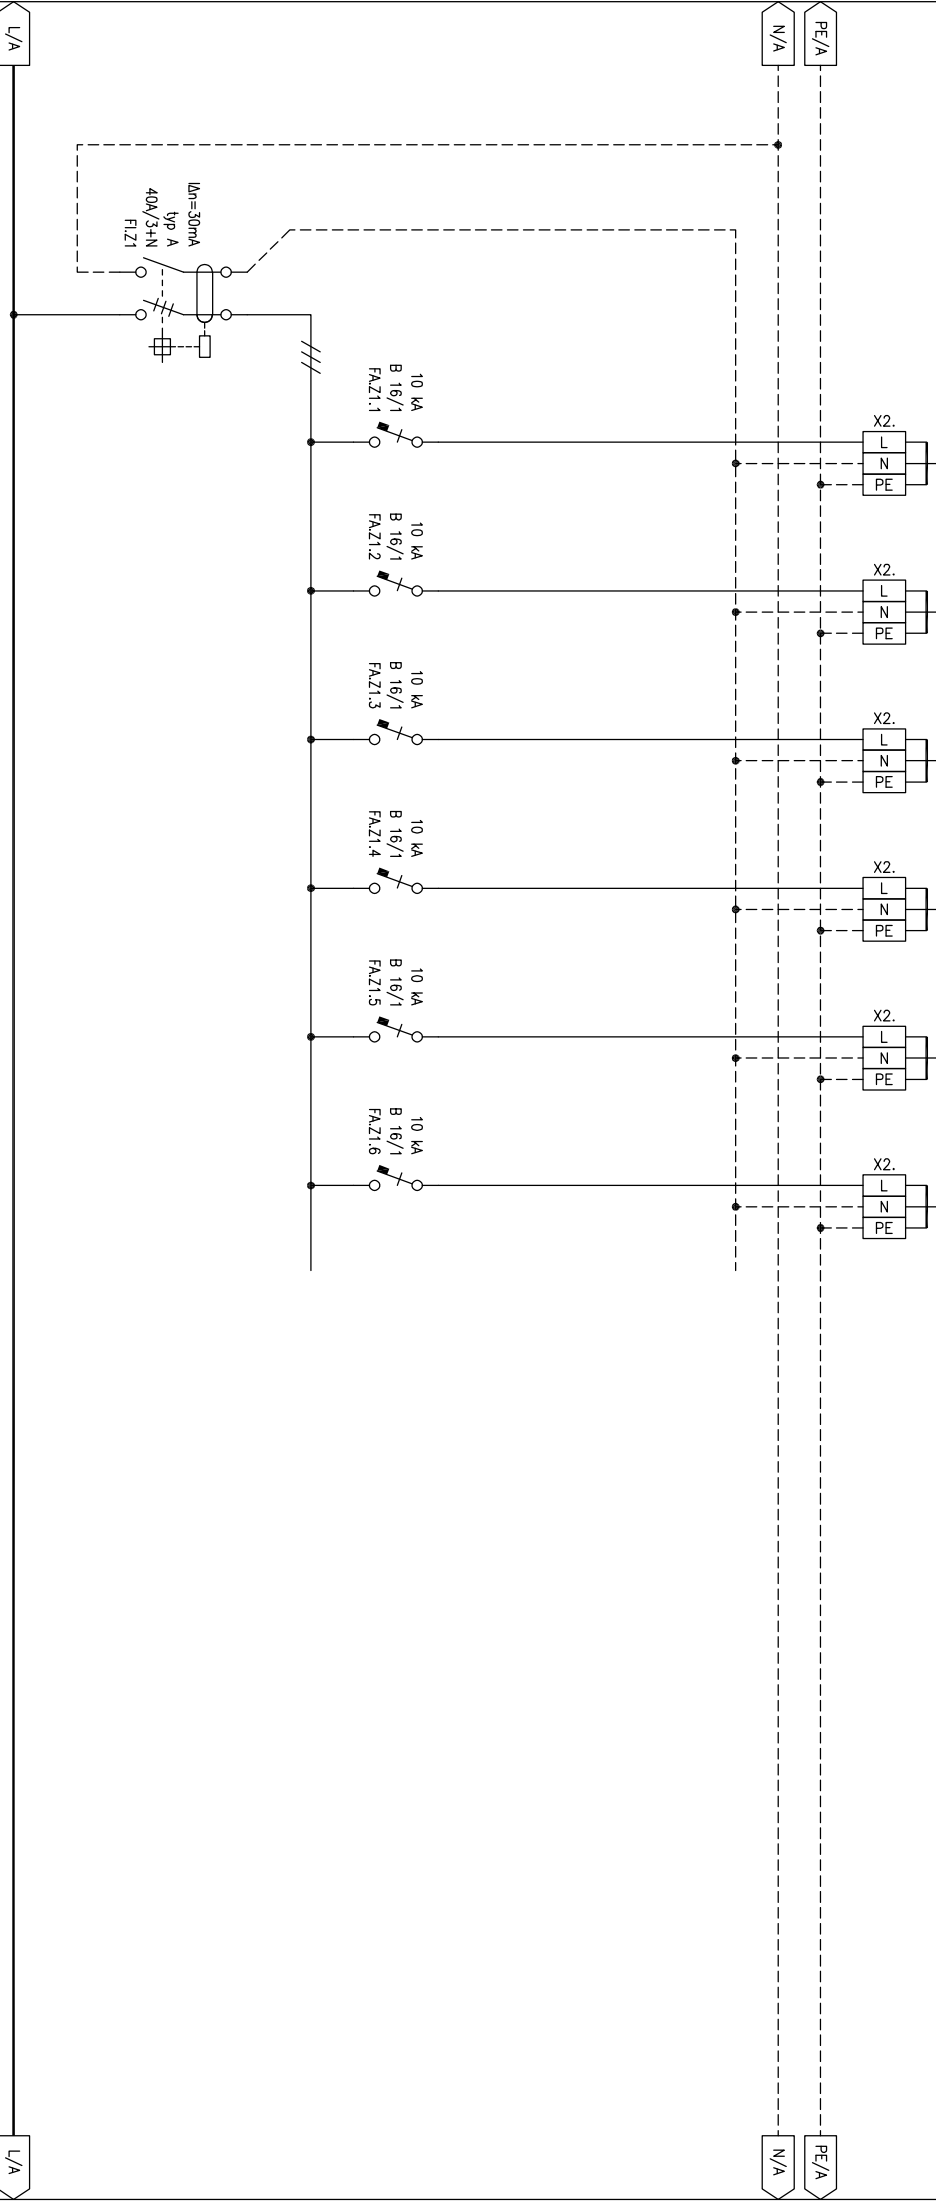 L/A
N/A
PE/A
IΔn=30mA
typ A
40A/3+N
FI.Z1
10 kA
B 16/1
FA.Z1.1
X2.
L
N
PE
10 kA
B 16/1
FA.Z1.2
X2.
L
N
PE
10 kA
B 16/1
FA.Z1.3
X2.
L
N
PE
10 kA
B 16/1
FA.Z1.4
X2.
L
N
PE
10 kA
B 16/1
FA.Z1.5
X2.
L
N
PE
10 kA
B 16/1
FA.Z1.6
X2.
L
N
PE
L/A
N/A
PE/A